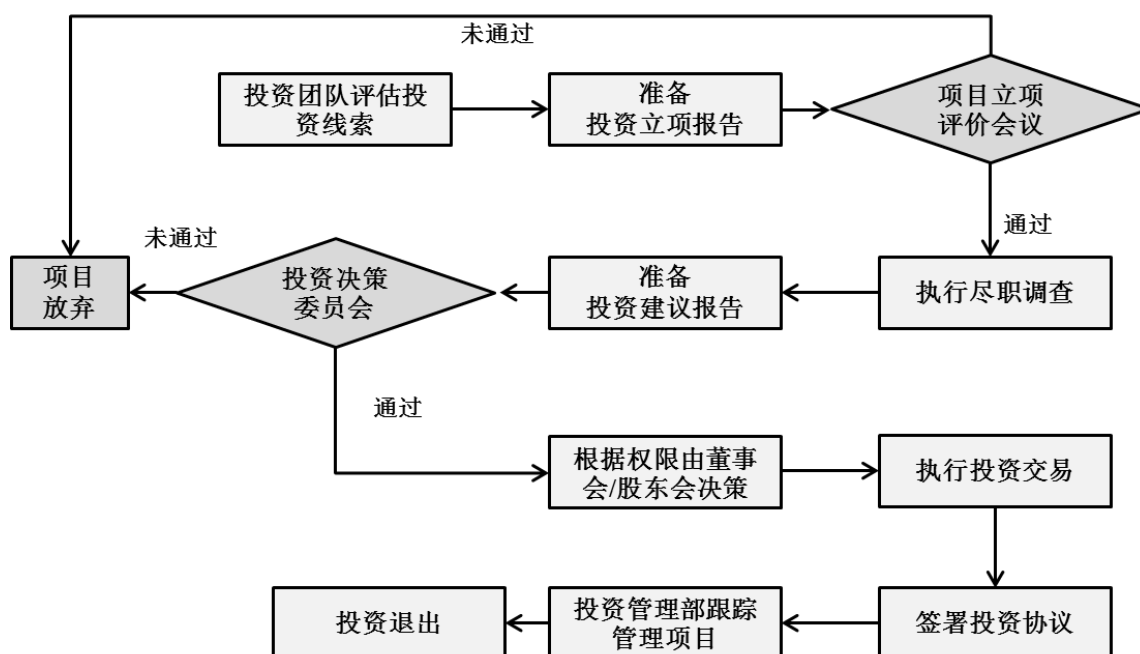 未通过
投资团队评估投
资线索
准备
投资立项报告
项目立项
评价会议
通过
未通过
项目
放弃
投资决策
委员会
准备
投资建议报告
执行尽职调查
通过
根据权限由董事
会/股东会决策
执行投资交易
投资退出
投资管理部跟踪
管理项目
签署投资协议